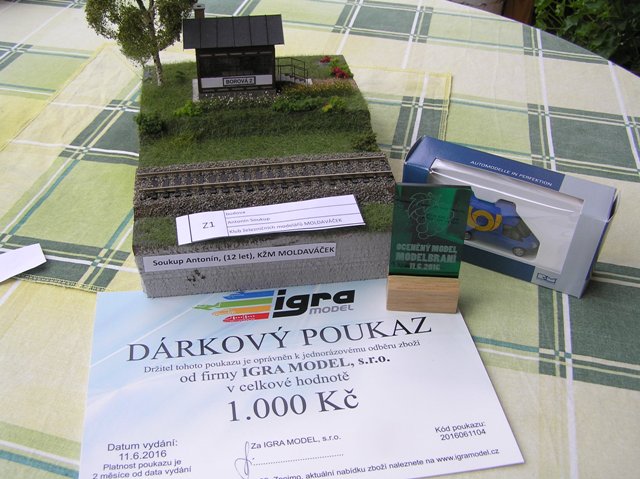 BOROVÁ 2
AUTOMODELLE IN PERFEKTION
Z1
budova
Antonín Soukup
Klub železničních modelářů MOLDAVÁČEK
Soukup Antonín, (12 let), KŽM MOLDAVÁČEK
OCENĚNÝ MODEL
MODELBRANÍ
11.6.2016
igra
MODEL
DÁRKOVÝ POUKAZ
Držitel tohoto poukazu je oprávněn k jednorázovému odběru zboží
od firmy IGRA MODEL, s.r.o.
v celkové hodnotě
1.000 Kč
Datum vydání:
11.6.2016
Platnost poukazu je
2 měsíce od data vydání
Za IGRA MODEL, s.r.o.
Kód poukazu:
2016061104
aktuální nabídku zboží naleznete na www.igramodel.cz